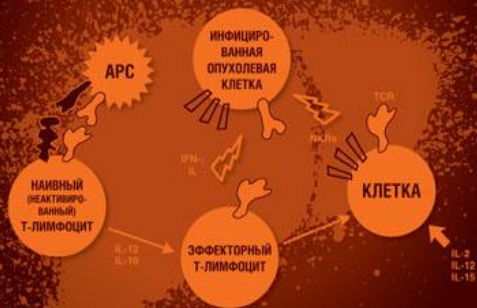 ИНФИЦИРО-
ВАННАЯ
ОПУХОЛЕВАЯ
КЛЕТКА
APC
TCR
NKRs
IFN-γ
IL
НАИВНЫЙ
(НЕАКТИВИРО-
ВАННЫЙ)
Т-ЛИМФОЦИТ
КЛЕТКА
IL-12
IL-18
ЭФФЕКТОРНЫЙ
Т-ЛИМФОЦИТ
IL-2
IL-12
IL-15